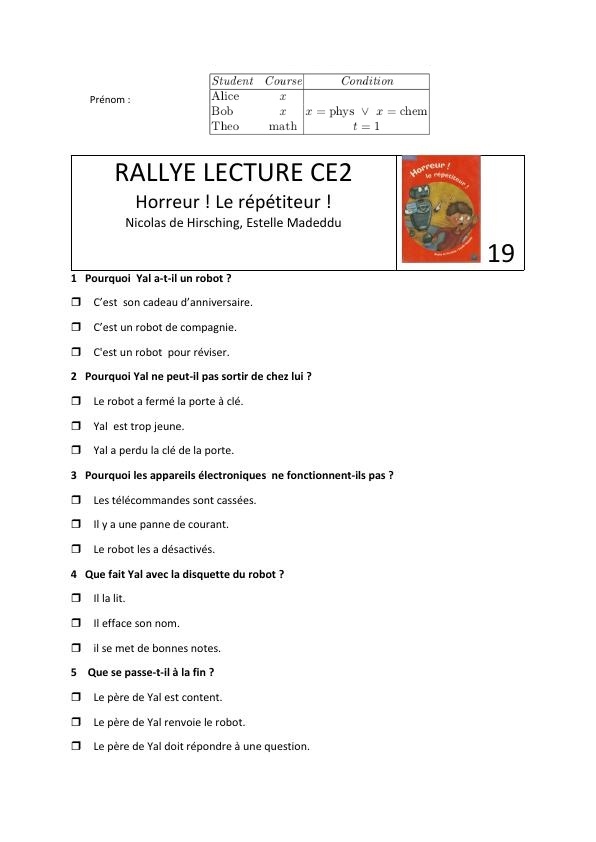 Prénom :
Student Course Condition
Alice x
Bob x x = phys ∨ x = chem
Theo math t = 1
RALLYE LECTURE CE2
Horreur ! Le répétiteur !
Nicolas de Hirsching, Estelle Madeddu
Horreur !
le répétiteur !
19
1 Pourquoi Yal a-t-il un robot ?
❒ C’est son cadeau d’anniversaire.
❒ C’est un robot de compagnie.
❒ C'est un robot pour réviser.
2 Pourquoi Yal ne peut-il pas sortir de chez lui ?
❒ Le robot a fermé la porte à clé.
❒ Yal est trop jeune.
❒ Yal a perdu la clé de la porte.
3 Pourquoi les appareils électroniques ne fonctionnent-ils pas ?
❒ Les télécommandes sont cassées.
❒ Il y a une panne de courant.
❒ Le robot les a désactivés.
4 Que fait Yal avec la disquette du robot ?
❒ Il la lit.
❒ Il efface son nom.
❒ il se met de bonnes notes.
5 Que se passe-t-il à la fin ?
❒ Le père de Yal est content.
❒ Le père de Yal renvoie le robot.
❒ Le père de Yal doit répondre à une question.